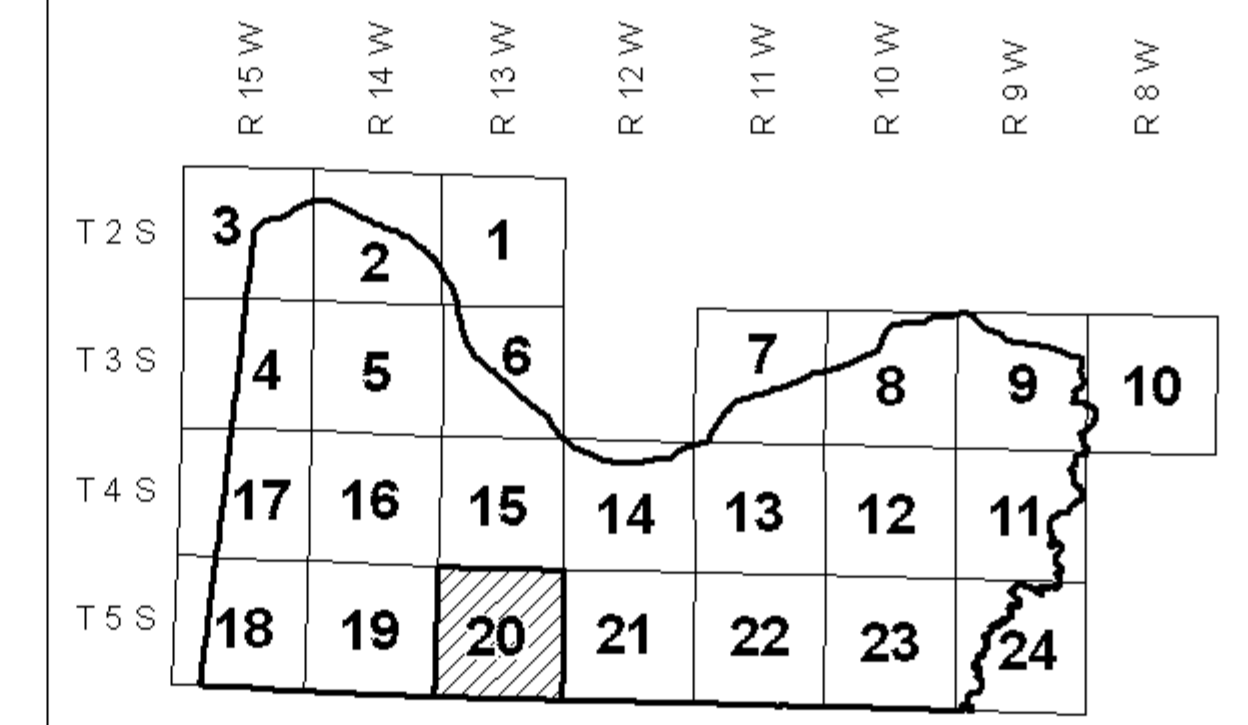 R 15 W R 14 W R 13 W R 12 W R 11 W R 10 W R 9 W R 8 W
T 2 S 3 2 1
T 3 S 4 5 6 7 8 9 10
T 4 S 17 16 15 14 13 12 11
T 5 S 18 19 20 21 22 23 24